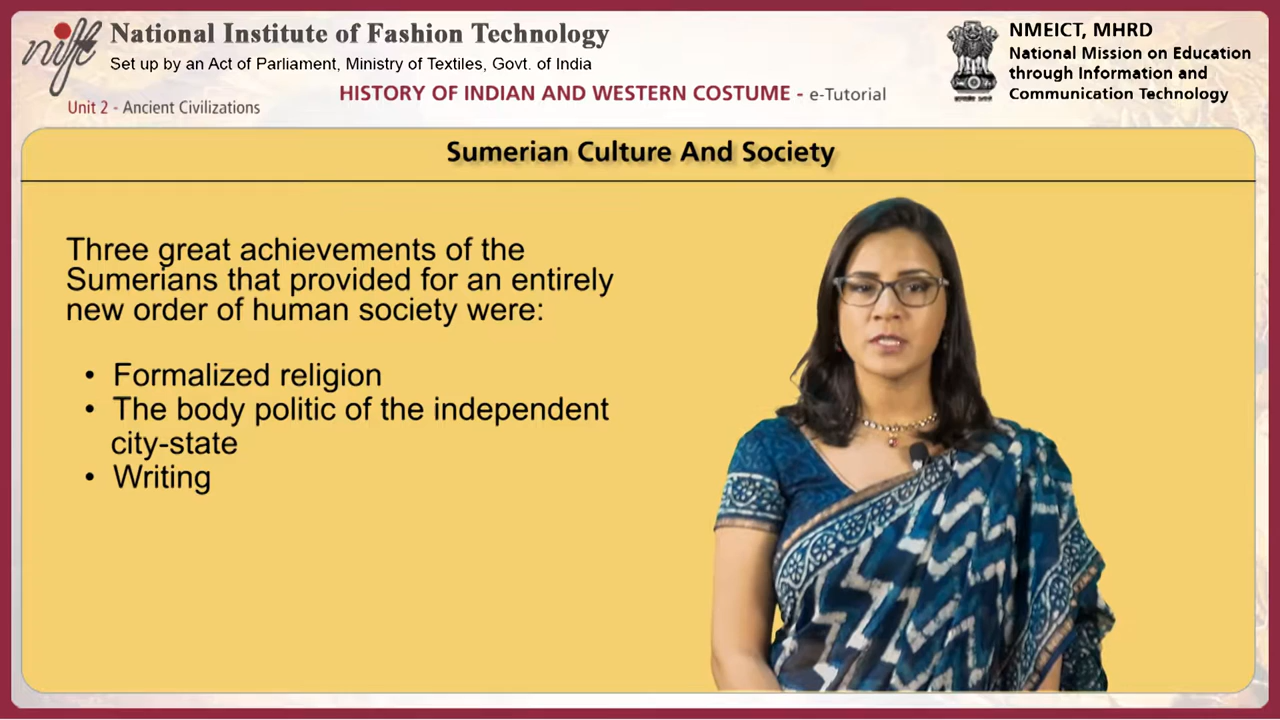 nift
National Institute of Fashion Technology
Set up by an Act of Parliament, Ministry of Textiles, Govt. of India
NMEICT, MHRD
National Mission on Education
through Information and
Communication Technology
Unit 2 - Ancient Civilizations
HISTORY OF INDIAN AND WESTERN COSTUME - e-Tutorial
Sumerian Culture And Society
Three great achievements of the
Sumerians that provided for an entirely
new order of human society were:
• Formalized religion
• The body politic of the independent
city-state
• Writing